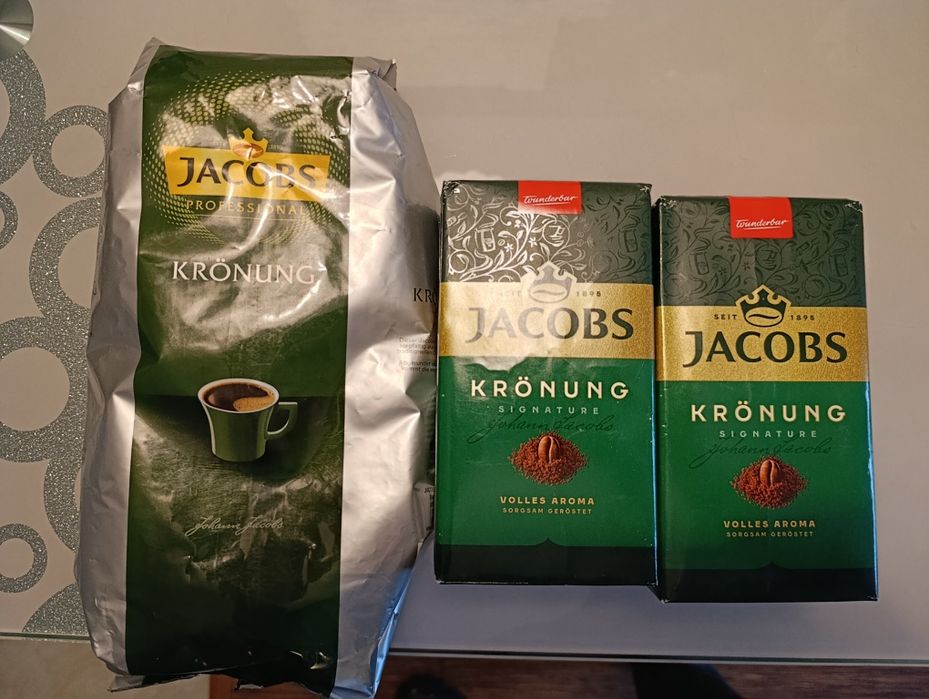 JACOBS
PROFESSIONAL
KRÖNUNG
Johann Jacobs
KR
wunderbar
SEIT 1895
JACOBS
KRÖNUNG
SIGNATURE
Johann Jacobs
VOLLES AROMA
SORGSAM GERÖSTET
wunderbar
SEIT 1895
JACOBS
KRÖNUNG
SIGNATURE
Johann Jacobs
VOLLES AROMA
SORGSAM GERÖSTET